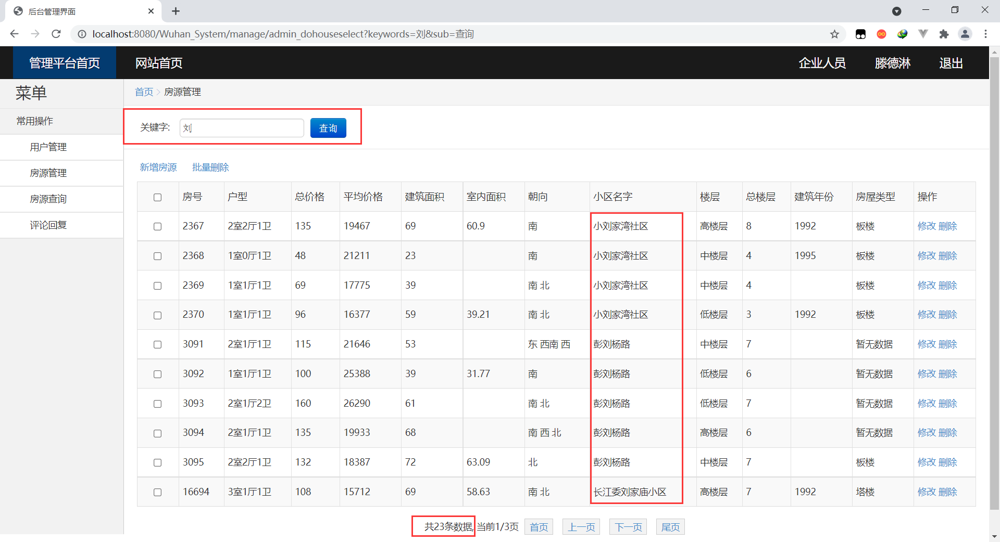 后台管理界面
localhost:8080/Wuhan_System/manage/admin_dohouseselect?keywords=刘&sub=查询
管理平台首页 网站首页 企业人员 滕德淋 退出
菜单
首页 房源管理
常用操作
关键字: 刘 查询
用户管理
房源管理
房源查询
评论回复
新增房源 批量删除
房号 户型 总价格 平均价格 建筑面积 室内面积 朝向 小区名字 楼层 总楼层 建筑年份 房屋类型 操作
2367 2室2厅1卫 135 19467 69 60.9 南 小刘家湾社区 高楼层 8 1992 板楼 修改 删除
2368 1室0厅1卫 48 21211 23 南 小刘家湾社区 中楼层 4 1995 板楼 修改 删除
2369 1室1厅1卫 69 17775 39 南 北 小刘家湾社区 中楼层 4 板楼 修改 删除
2370 1室1厅1卫 96 16377 59 39.21 南 北 小刘家湾社区 低楼层 3 1992 板楼 修改 删除
3091 2室1厅1卫 115 21646 53 东 西南 西 彭刘杨路 中楼层 7 暂无数据 修改 删除
3092 1室1厅1卫 100 25388 39 31.77 南 彭刘杨路 低楼层 6 暂无数据 修改 删除
3093 2室1厅2卫 160 26290 61 南 北 彭刘杨路 低楼层 7 暂无数据 修改 删除
3094 2室1厅1卫 135 19933 68 南 西 北 彭刘杨路 高楼层 6 暂无数据 修改 删除
3095 2室2厅1卫 132 18387 72 63.09 北 彭刘杨路 中楼层 7 板楼 修改 删除
16694 3室1厅1卫 108 15712 69 58.63 南 北 长江委刘家庙小区 高楼层 7 1992 塔楼 修改 删除
共23条数据, 当前1/3页 首页 上一页 下一页 尾页